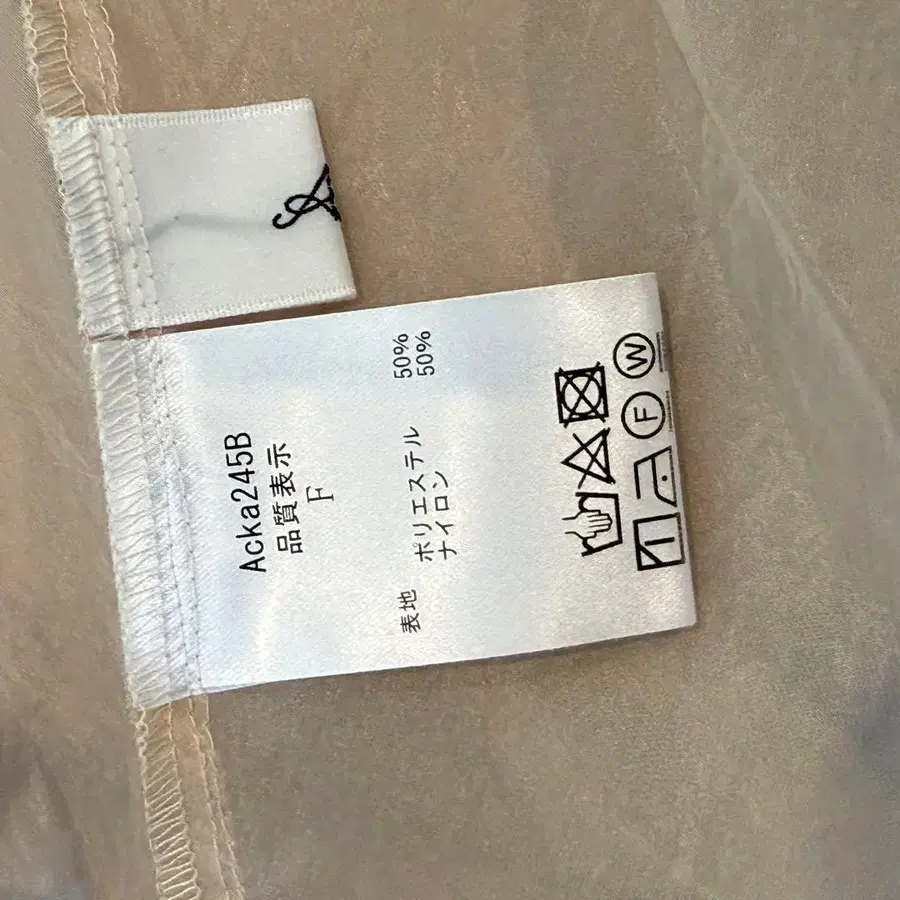 Acka245B
品質表示
F
表地 ポリエステル 50%
ナイロン 50%
W
F